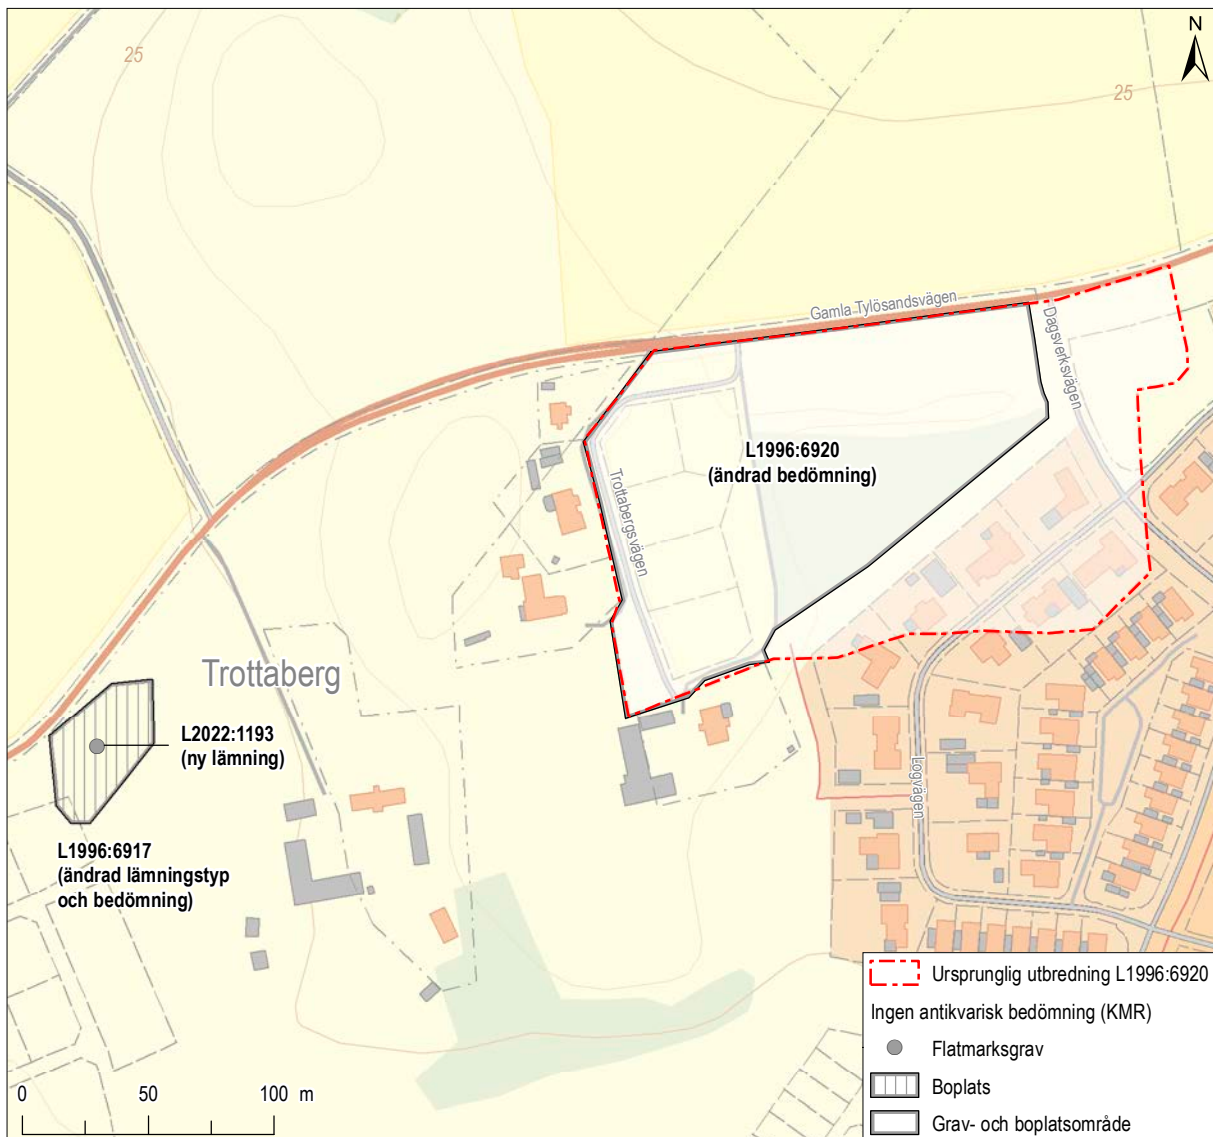 N
25
25
Gamla Tylösandsvägen
Dagsverksvägen
L1996:6920
(ändrad bedömning)
Trottabergsvägen
Trottaberg
L2022:1193
(ny lämning)
Logvägen
L1996:6917
(ändrad lämningstyp
och bedömning)
Ursprunglig utbredning L1996:6920
Ingen antikvarisk bedömning (KMR)
Flatmarksgrav
Boplats
Grav- och boplatsområde
0 50 100 m